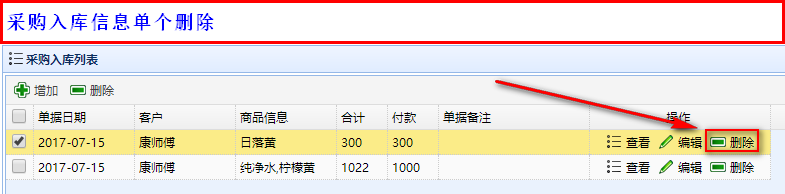 采购入库信息单个删除
采购入库列表
增加 删除
单据日期 客户 商品信息 合计 付款 单据备注 操作
2017-07-15 康师傅 日落黄 300 300 查看 编辑 删除
2017-07-15 康师傅 纯净水,柠檬黄 1022 1000 查看 编辑 删除